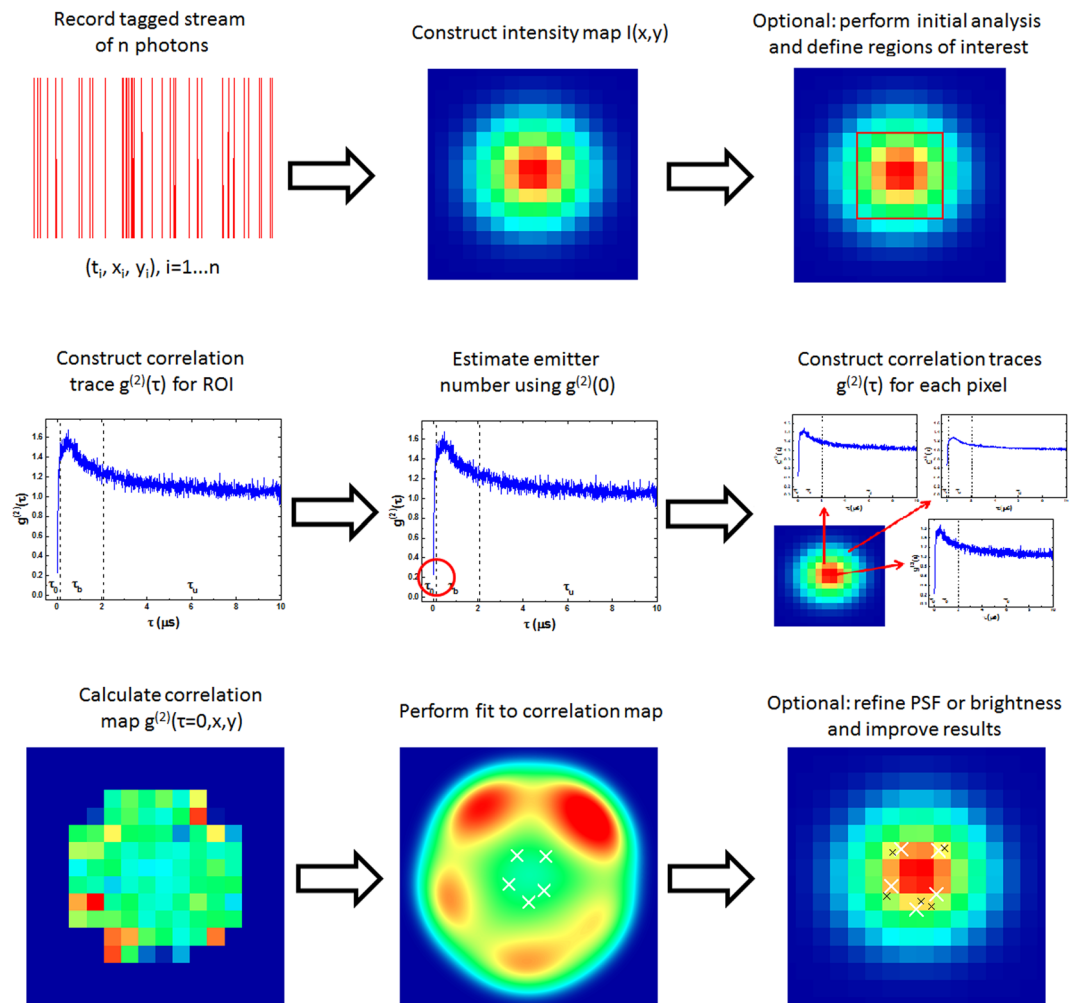 Record tagged stream
of n photons
Construct intensity map I(x,y)
Optional: perform initial analysis
and define regions of interest
(tᵢ, xᵢ, yᵢ), i=1...n
Construct correlation
trace g⁽²⁾(τ) for ROI
Estimate emitter
number using g⁽²⁾(0)
Construct correlation traces
g⁽²⁾(τ) for each pixel
g⁽²⁾(τ)
1.6
1.4
1.2
1.0
0.8
0.6
0.4
0.2
0.0
τ₀ τb τu
0 2 4 6 8 10
τ (μs)
g⁽²⁾(τ)
1.6
1.4
1.2
1.0
0.8
0.6
0.4
0.2
0.0
τ₀ τb τu
0 2 4 6 8 10
τ (μs)
Calculate correlation
map g⁽²⁾(τ=0,x,y)
Perform fit to correlation map
Optional: refine PSF or brightness
and improve results